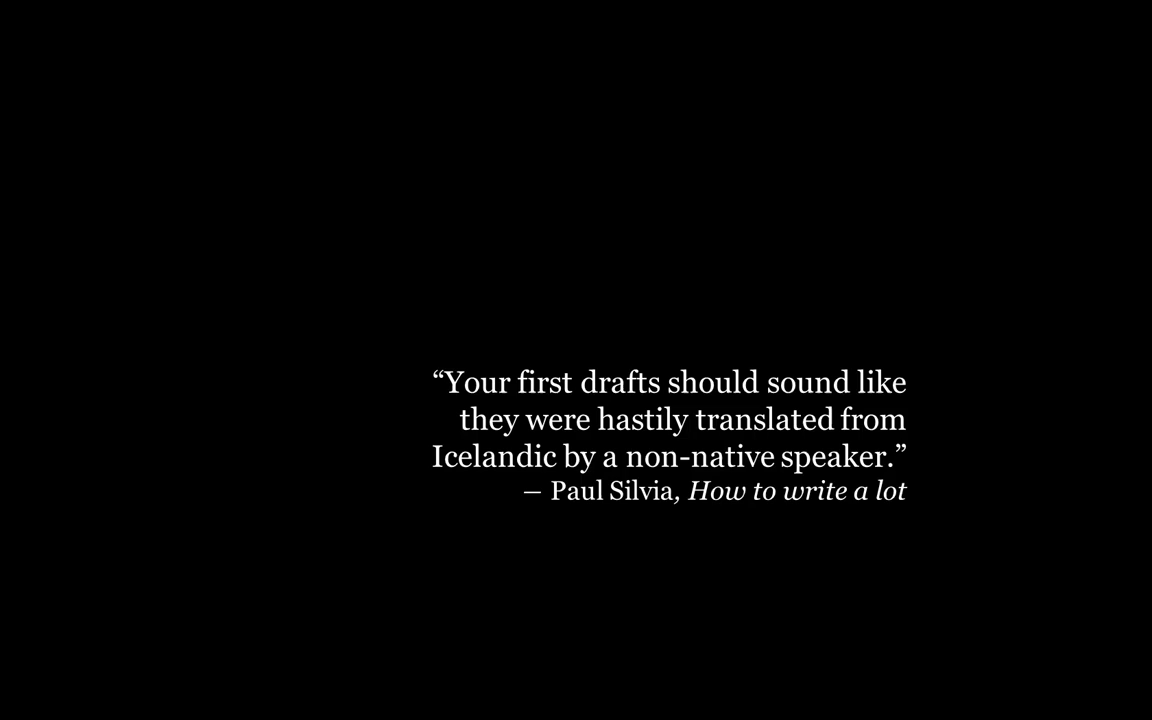 “Your first drafts should sound like
they were hastily translated from
Icelandic by a non-native speaker.”
— Paul Silvia, How to write a lot